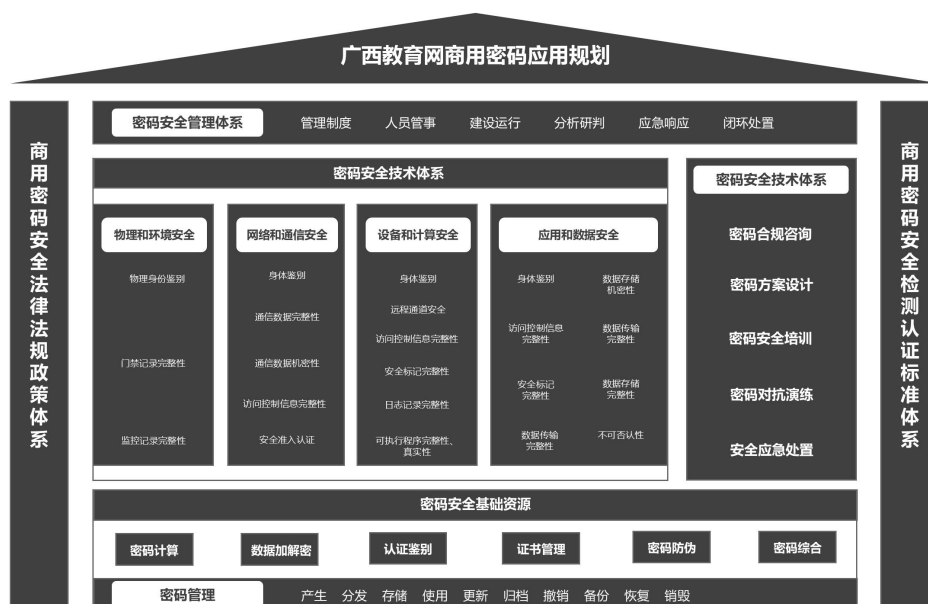 广西教育网商用密码应用规划
商用密码安全法律法规政策体系
密码安全管理体系 管理制度 人员管事 建设运行 分析研判 应急响应 闭环处置
密码安全技术体系
物理和环境安全
物理身份鉴别
门禁记录完整性
监控记录完整性
网络和通信安全
身体鉴别
通信数据完整性
通信数据机密性
访问控制信息完整性
安全准入认证
设备和计算安全
身体鉴别
远程通道安全
访问控制信息完整性
安全标记完整性
日志记录完整性
可执行程序完整性、
真实性
应用和数据安全
身体鉴别
访问控制信息
完整性
安全标记
完整性
数据传输
完整性
数据存储
机密性
数据传输
完整性
数据存储
完整性
不可否认性
密码安全技术体系
密码合规咨询
密码方案设计
密码安全培训
密码对抗演练
安全应急处置
商用密码安全检测认证标准体系
密码安全基础资源
密码计算 数据加解密 认证鉴别 证书管理 密码防伪 密码综合
密码管理 产生 分发 存储 使用 更新 归档 撤销 备份 恢复 销毁